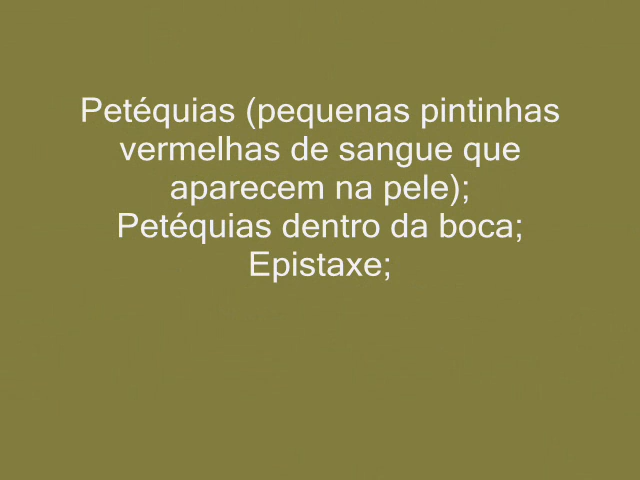 Petéquias (pequenas pintinhas
vermelhas de sangue que
aparecem na pele);
Petéquias dentro da boca;
Epistaxe;